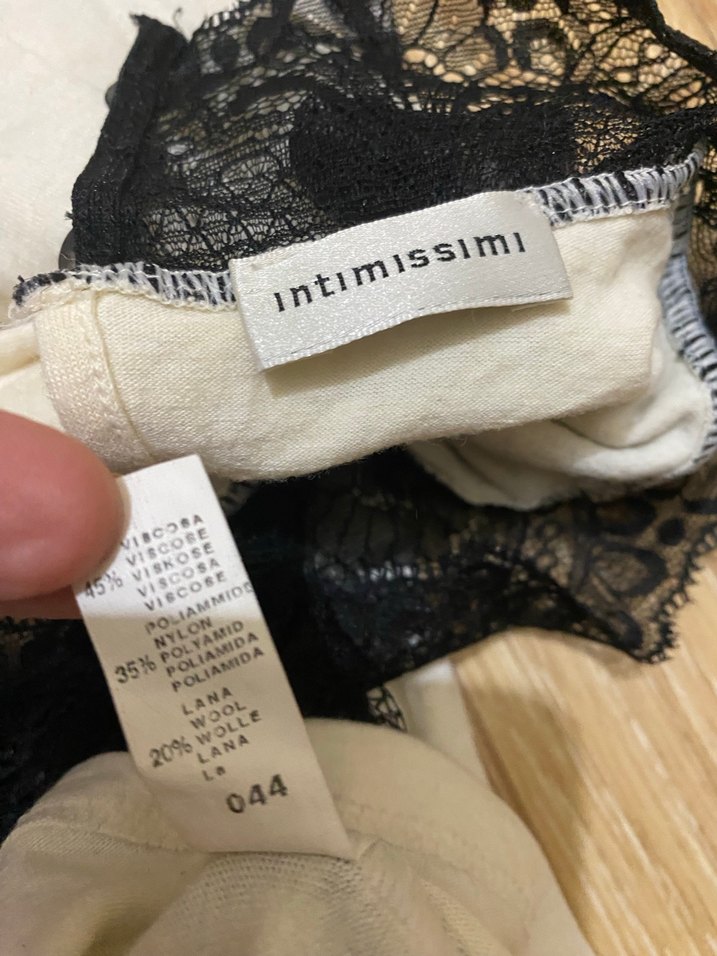 ıntımıssımı
VISCOSA
VISCOSE
45% VISKOSE
VISCOSA
VISCOSE
POLIAMMIDE
NYLON
35% POLYAMID
POLIAMIDA
POLIAMIDA
LANA
WOOL
20% WOLLE
LANA
La
044